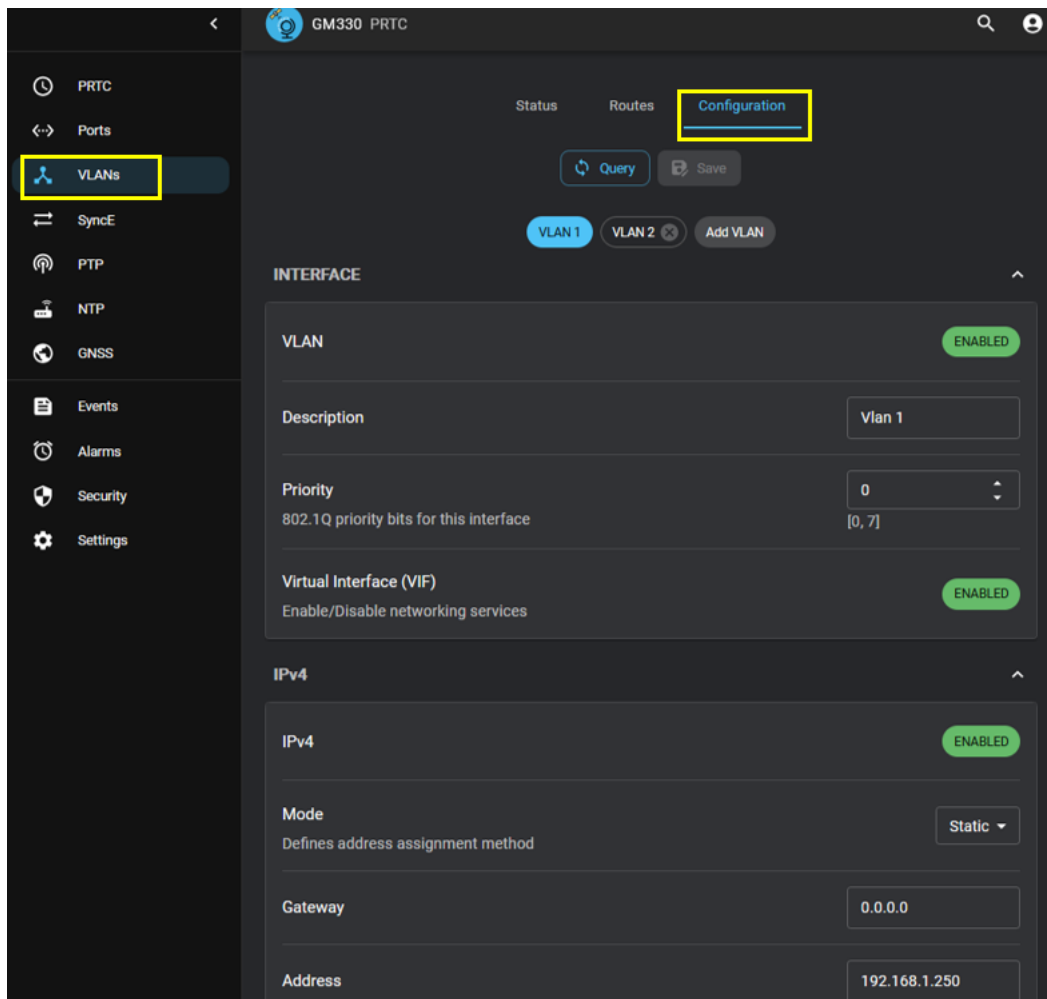 GM330 PRTC
PRTC
Ports
VLANs
SyncE
PTP
NTP
GNSS
Events
Alarms
Security
Settings
Status Routes Configuration
Query Save
VLAN 1 VLAN 2 Add VLAN
INTERFACE
VLAN ENABLED
Description Vlan 1
Priority 0
802.1Q priority bits for this interface [0, 7]
Virtual Interface (VIF) ENABLED
Enable/Disable networking services
IPv4
IPv4 ENABLED
Mode Static
Defines address assignment method
Gateway 0.0.0.0
Address 192.168.1.250